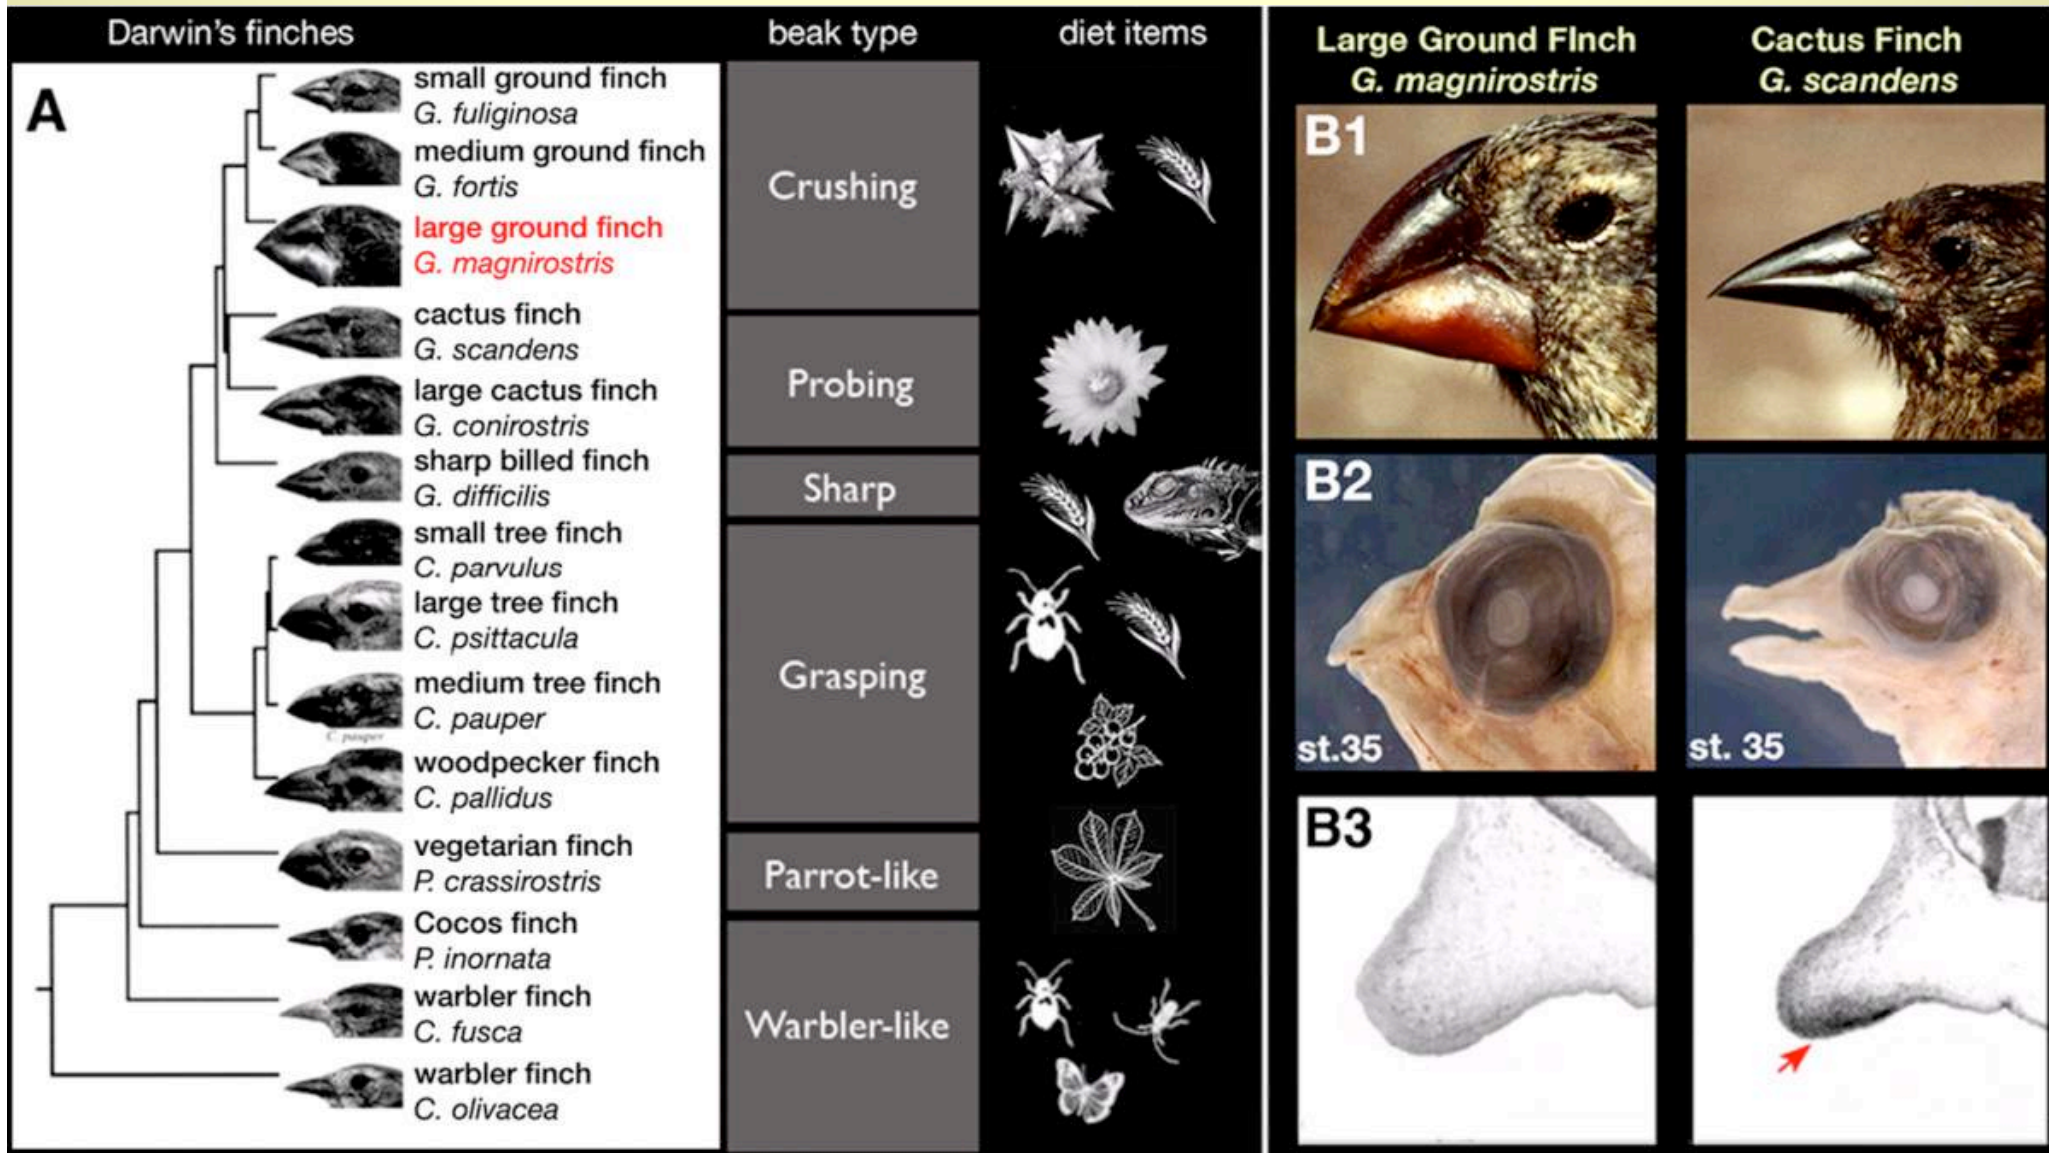 Darwin's finches
beak type
diet items
A
small ground finch
G. fuliginosa
medium ground finch
G. fortis
large ground finch
G. magnirostris
cactus finch
G. scandens
large cactus finch
G. conirostris
sharp billed finch
G. difficilis
small tree finch
C. parvulus
large tree finch
C. psittacula
medium tree finch
C. pauper
C. pauper
woodpecker finch
C. pallidus
vegetarian finch
P. crassirostris
Cocos finch
P. inornata
warbler finch
C. fusca
warbler finch
C. olivacea
Crushing
Probing
Sharp
Grasping
Parrot-like
Warbler-like
Large Ground FInch
G. magnirostris
Cactus Finch
G. scandens
B1
B2
st.35
st. 35
B3